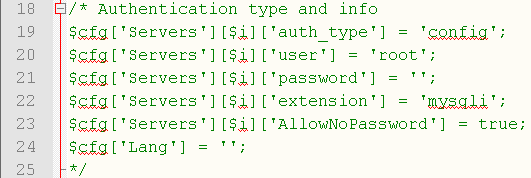 18 /* Authentication type and info
19 $cfg['Servers'][$i]['auth_type'] = 'config';
20 $cfg['Servers'][$i]['user'] = 'root';
21 $cfg['Servers'][$i]['password'] = '';
22 $cfg['Servers'][$i]['extension'] = 'mysqli';
23 $cfg['Servers'][$i]['AllowNoPassword'] = true;
24 $cfg['Lang'] = '';
25 */